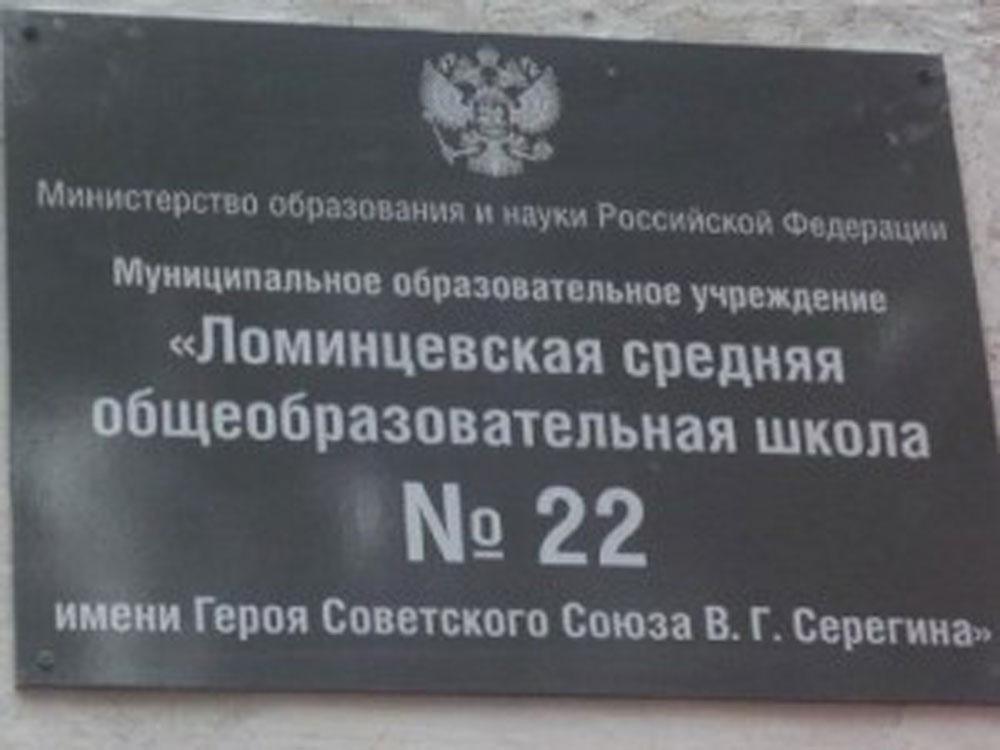 Министерство образования и науки Российской Федерации
Муниципальное образовательное учреждение
«Ломинцевская средняя
общеобразовательная школа
№ 22
имени Героя Советского Союза В. Г. Серегина»